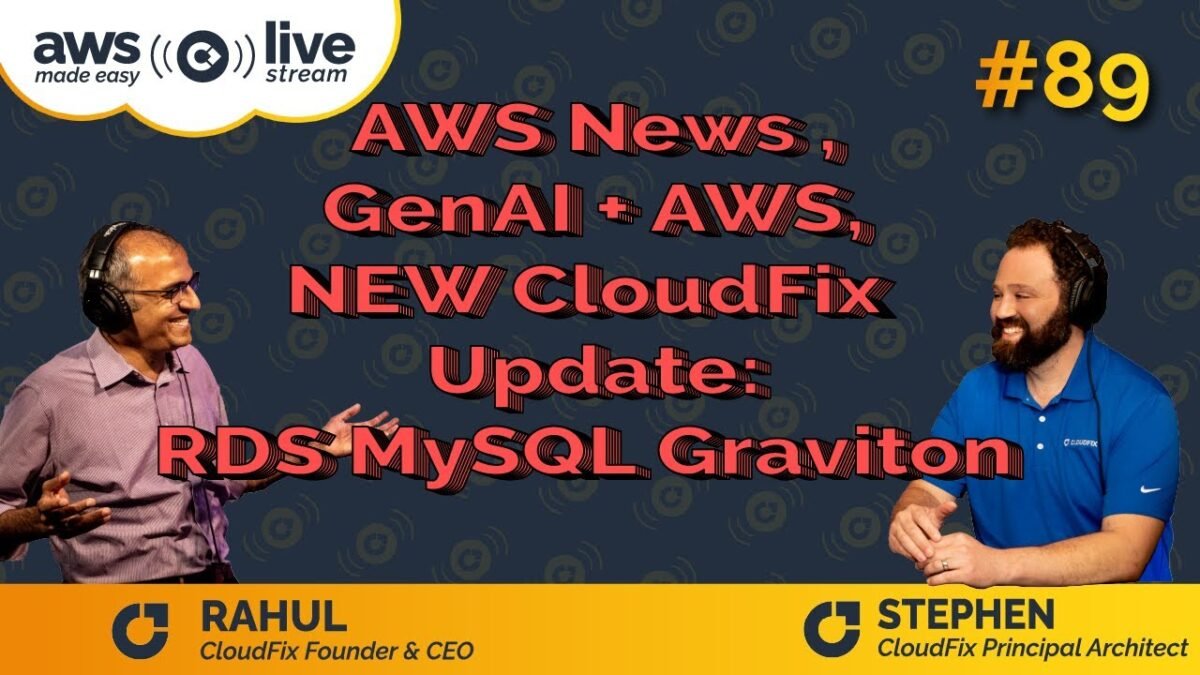 aws live
made easy stream
#89
AWS News ,
GenAI + AWS,
NEW CloudFix
Update:
RDS MySQL Graviton
CLOUDFIX
RAHUL
CloudFix Founder & CEO
STEPHEN
CloudFix Principal Architect